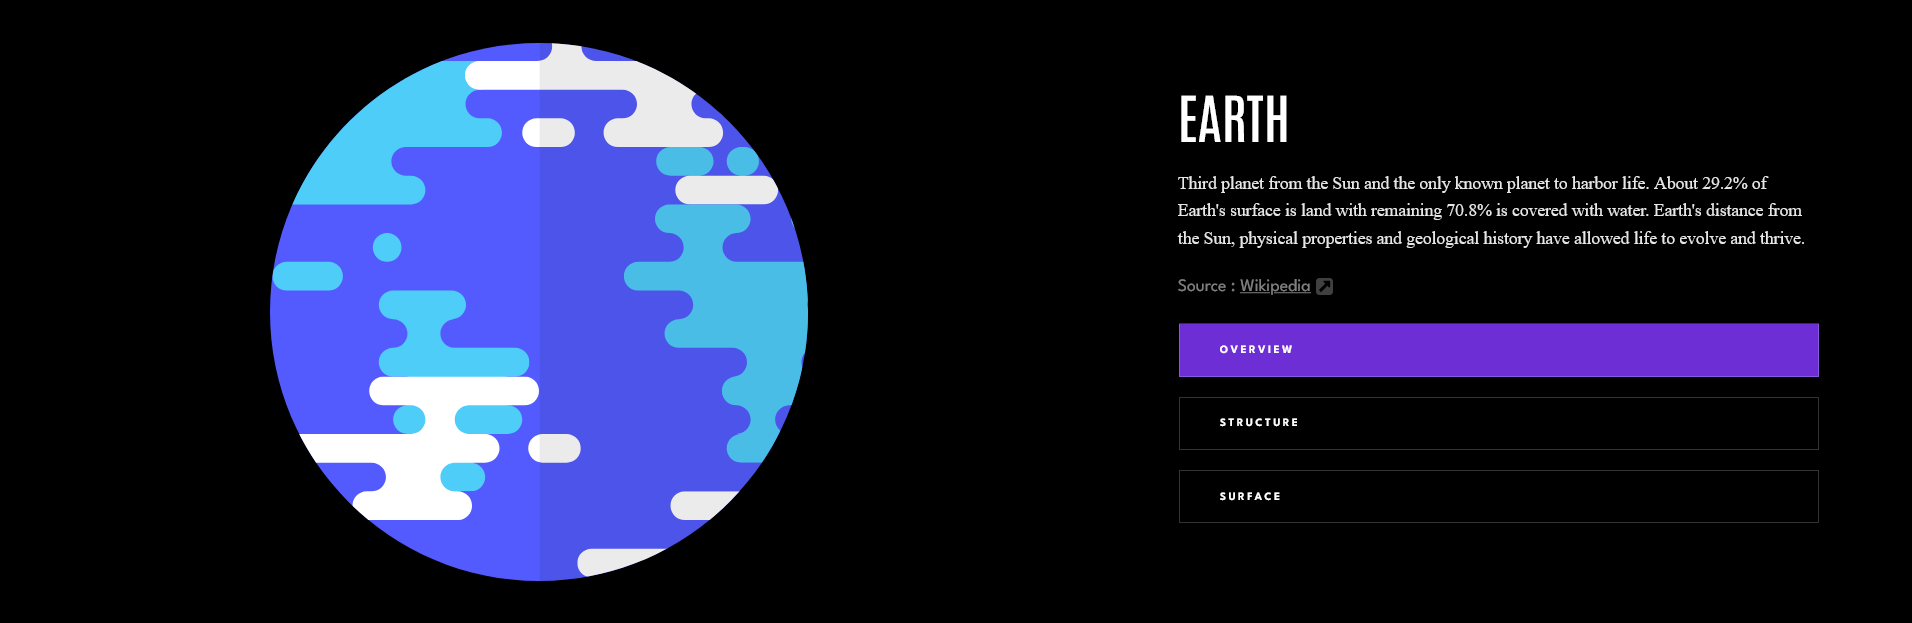 EARTH
Third planet from the Sun and the only known planet to harbor life. About 29.2% of
Earth's surface is land with remaining 70.8% is covered with water. Earth's distance from
the Sun, physical properties and geological history have allowed life to evolve and thrive.
Source : Wikipedia
OVERVIEW
STRUCTURE
SURFACE